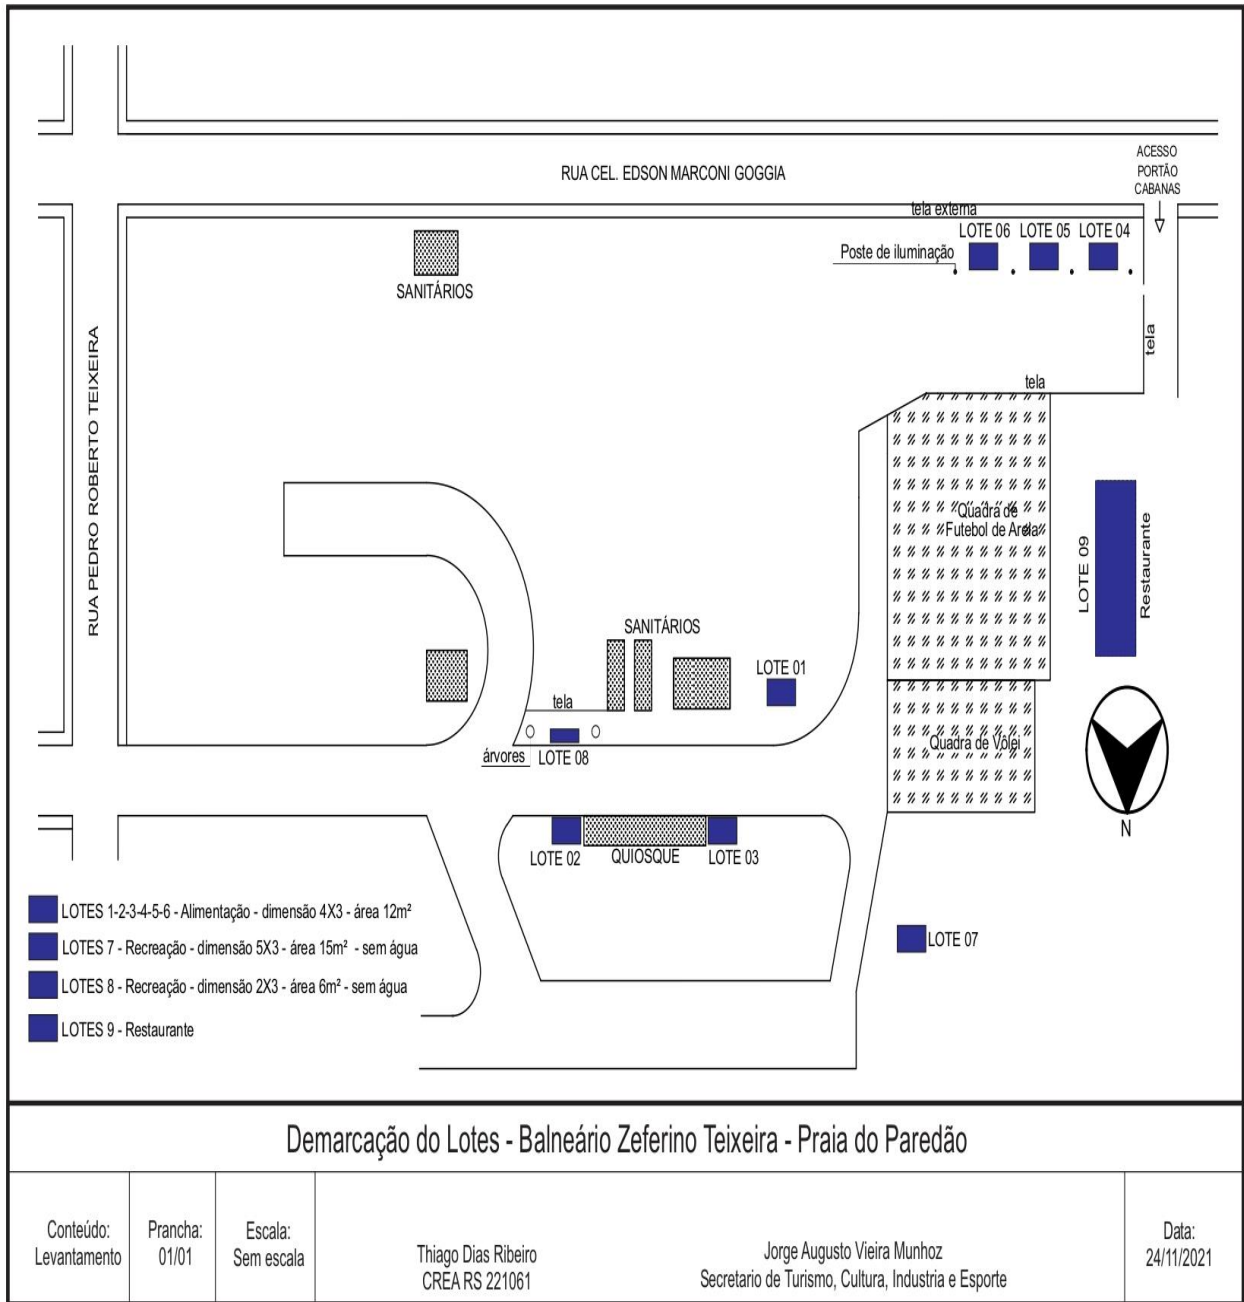 RUA CEL. EDSON MARCONI GOGGIA
ACESSO
PORTÃO
CABANAS
tela externa
LOTE 06
LOTE 05
LOTE 04
Poste de iluminação
SANITÁRIOS
tela
tela
RUA PEDRO ROBERTO TEIXEIRA
Quadra de
Futebol de Areia
LOTE 09
Restaurante
SANITÁRIOS
LOTE 01
tela
árvores
LOTE 08
Quadra de Vôlei
N
LOTE 02
QUIOSQUE
LOTE 03
LOTE 07
LOTES 1-2-3-4-5-6 - Alimentação - dimensão 4X3 - área 12m²
LOTES 7 - Recreação - dimensão 5X3 - área 15m² - sem água
LOTES 8 - Recreação - dimensão 2X3 - área 6m² - sem água
LOTES 9 - Restaurante
Demarcação do Lotes - Balneário Zeferino Teixeira - Praia do Paredão
Conteúdo:
Levantamento
Prancha:
01/01
Escala:
Sem escala
Thiago Dias Ribeiro
CREA RS 221061
Jorge Augusto Vieira Munhoz
Secretario de Turismo, Cultura, Industria e Esporte
Data:
24/11/2021